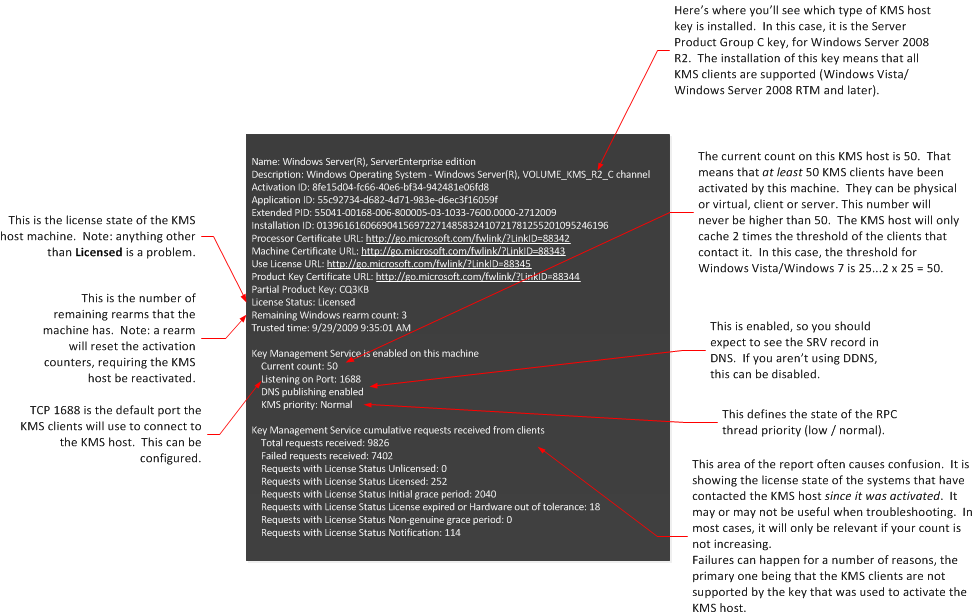 Here's where you'll see which type of KMS host
key is installed.  In this case, it is the Server
Product Group C key, for Windows Server 2008
R2.  The installation of this key means that all
KMS clients are supported (Windows Vista/
Windows Server 2008 RTM and later).
Name: Windows Server(R), ServerEnterprise edition
Description: Windows Operating System - Windows Server(R), VOLUME_KMS_R2_C channel
Activation ID: 8fe15d04-fc66-40e6-bf34-942481e06fd8
Application ID: 55c92734-d682-4d71-983e-d6ec3f16059f
Extended PID: 55041-00168-006-800005-03-1033-7600.0000-2712009
Installation ID: 013961616066904156972271485832410721781255201095246196
Processor Certificate URL: http://go.microsoft.com/fwlink/?LinkID=88342
Machine Certificate URL: http://go.microsoft.com/fwlink/?LinkID=88343
Use License URL: http://go.microsoft.com/fwlink/?LinkID=88345
Product Key Certificate URL: http://go.microsoft.com/fwlink/?LinkID=88344
Partial Product Key: CQ3KB
License Status: Licensed
Remaining Windows rearm count: 3
Trusted time: 9/29/2009 9:35:01 AM
Key Management Service is enabled on this machine
Current count: 50
Listening on Port: 1688
DNS publishing enabled
KMS priority: Normal
Key Management Service cumulative requests received from clients
Total requests received: 9826
Failed requests received: 7402
Requests with License Status Unlicensed: 0
Requests with License Status Licensed: 252
Requests with License Status Initial grace period: 2040
Requests with License Status License expired or Hardware out of tolerance: 18
Requests with License Status Non-genuine grace period: 0
Requests with License Status Notification: 114
This is the license state of the KMS
host machine.  Note: anything other
than Licensed is a problem.
This is the number of
remaining rearms that the
machine has.  Note: a rearm
will reset the activation
counters, requiring the KMS
host be reactivated.
TCP 1688 is the default port the
KMS clients will use to connect to
the KMS host.  This can be
configured.
The current count on this KMS host is 50.  That
means that at least 50 KMS clients have been
activated by this machine.  They can be physical
or virtual, client or server. This number will
never be higher than 50.  The KMS host will only
cache 2 times the threshold of the clients that
contact it.  In this case, the threshold for
Windows Vista/Windows 7 is 25...2 x 25 = 50.
This is enabled, so you should
expect to see the SRV record in
DNS.  If you aren't using DDNS,
this can be disabled.
This defines the state of the RPC
thread priority (low / normal).
This area of the report often causes confusion.  It is
showing the license state of the systems that have
contacted the KMS host since it was activated.  It
may or may not be useful when troubleshooting.  In
most cases, it will only be relevant if your count is
not increasing.
Failures can happen for a number of reasons, the
primary one being that the KMS clients are not
supported by the key that was used to activate the
KMS host.